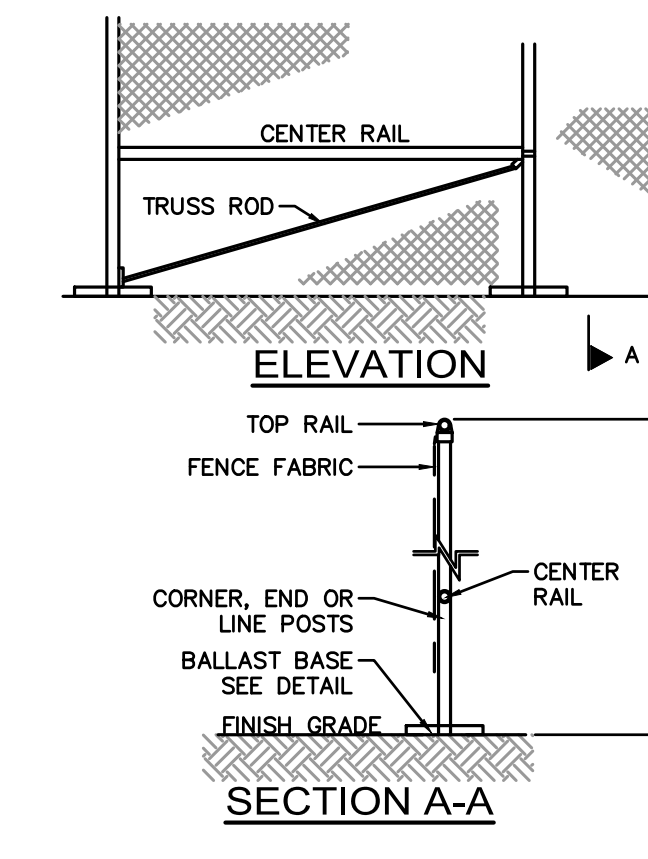 CENTER RAIL
TRUSS ROD
ELEVATION
A
TOP RAIL
FENCE FABRIC
CENTER
RAIL
CORNER, END OR
LINE POSTS
BALLAST BASE
SEE DETAIL
FINISH GRADE
SECTION A-A